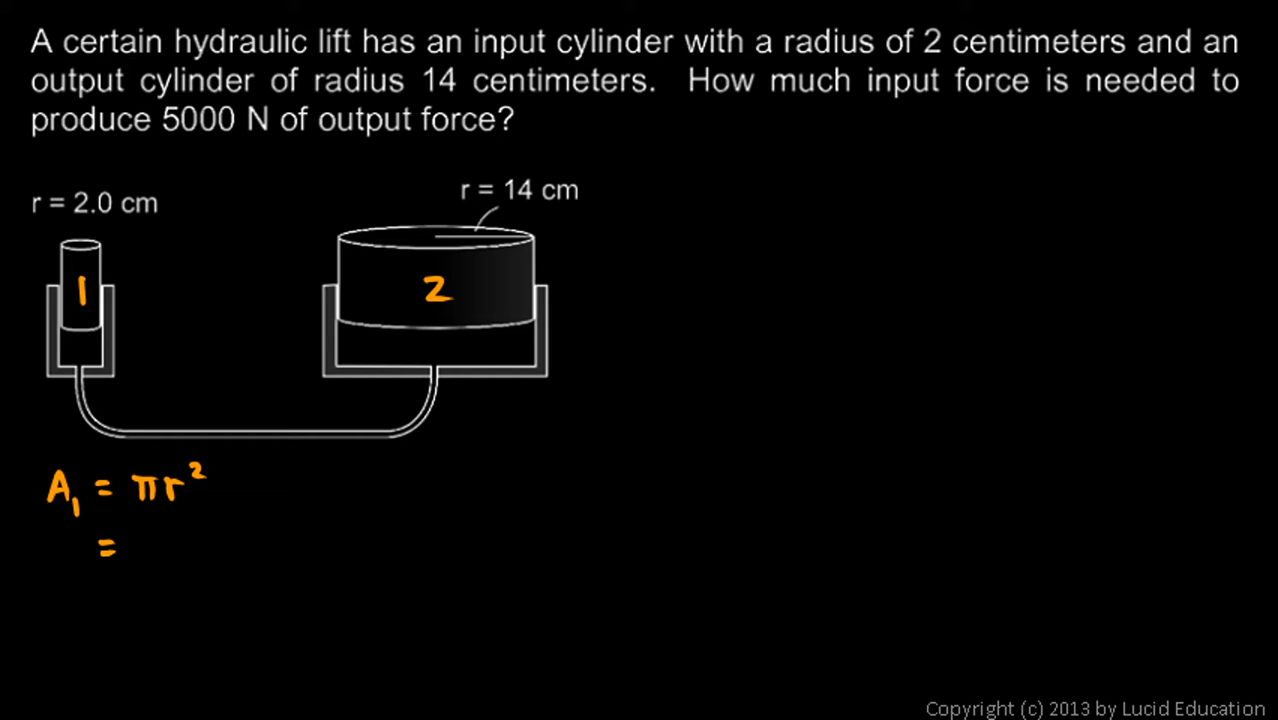 A certain hydraulic lift has an input cylinder with a radius of 2 centimeters and an
output cylinder of radius 14 centimeters. How much input force is needed to
produce 5000 N of output force?
r = 2.0 cm
r = 14 cm
1
2
A₁ = πr²
=
Copyright (c) 2013 by Lucid Education